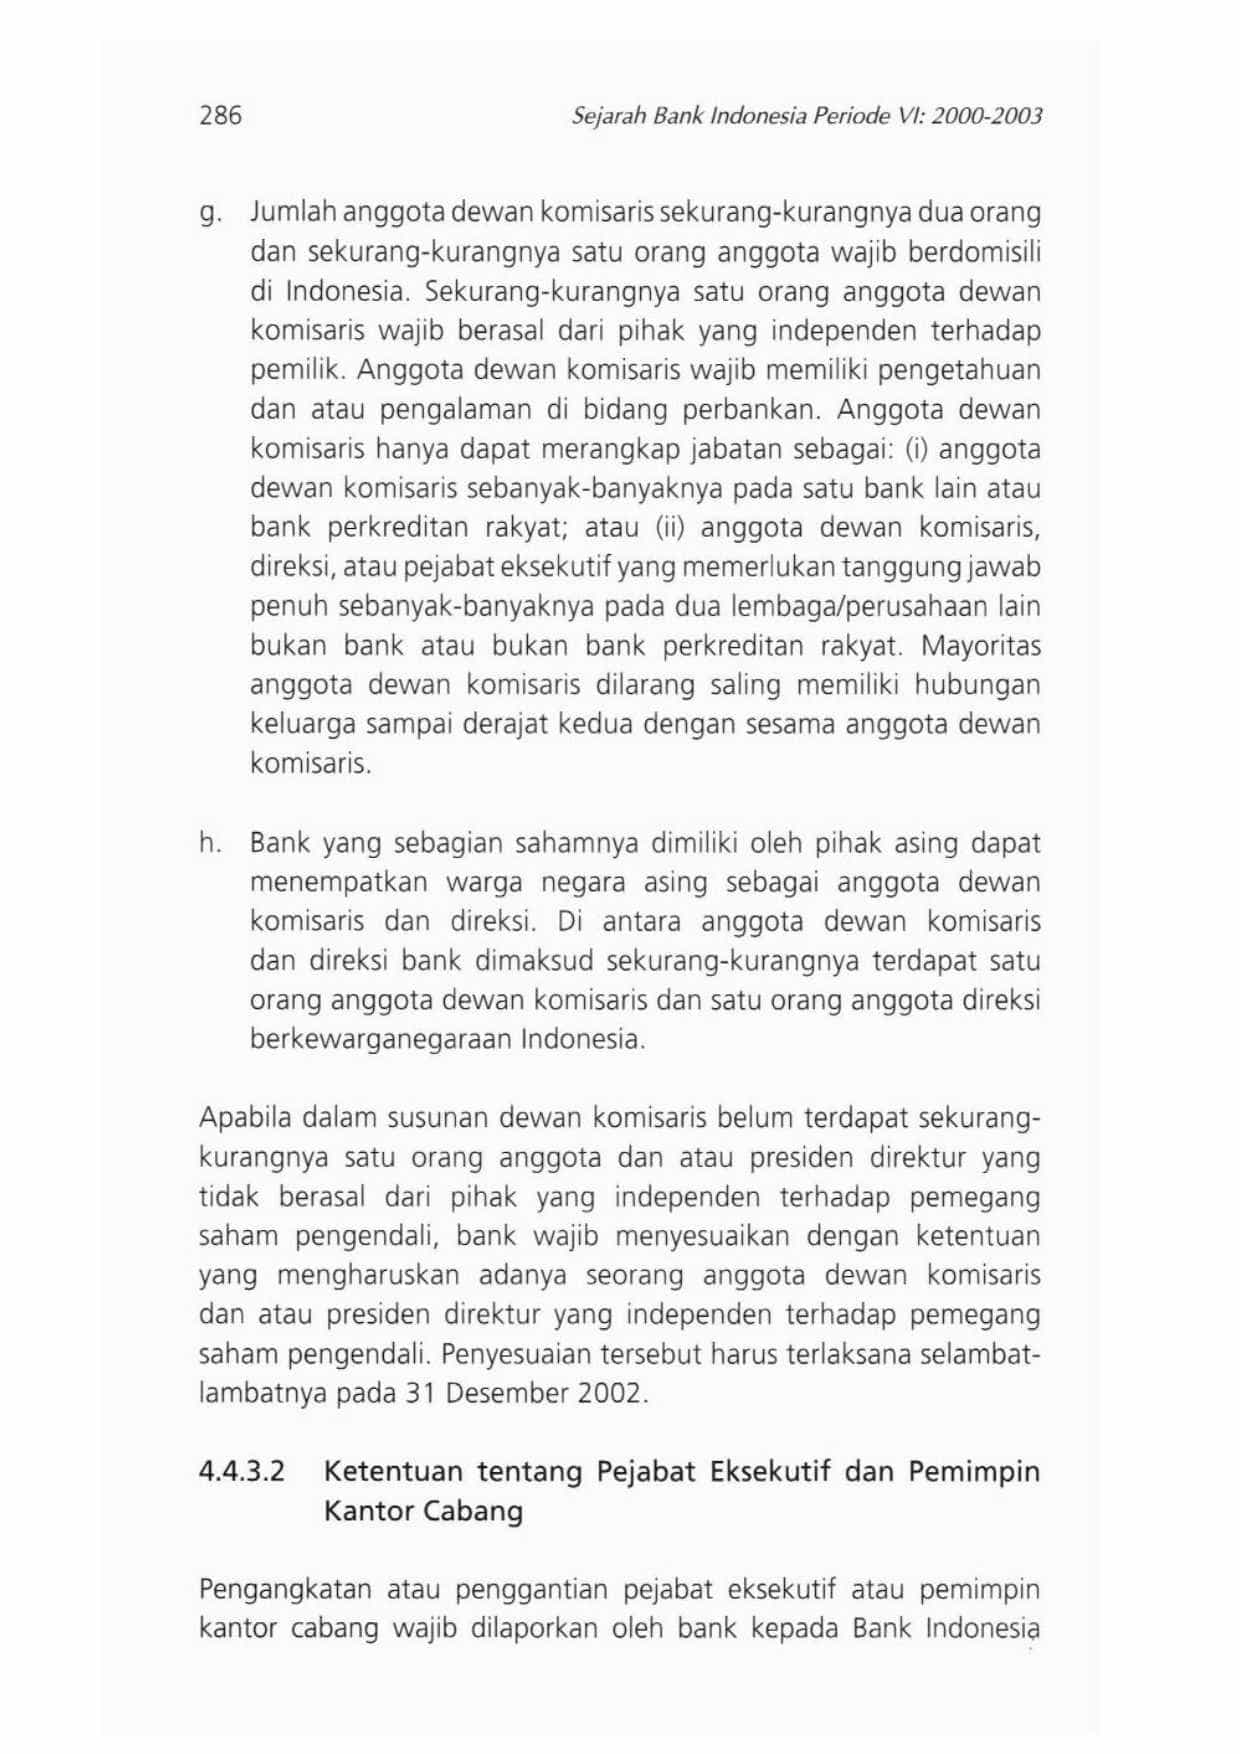 286
Sejarah Bank Indonesia Periode VI: 2000-2003
g. Jumlah anggota dewan komisaris sekurang-kurangnya dua orang
dan sekurang-kurangnya satu orang anggota wajib berdomisili
di Indonesia. Sekurang-kurangnya satu orang anggota dewan
komisaris wajib berasal dari pihak yang independen terhadap
pemilik. Anggota dewan komisaris wajib memiliki pengetahuan
dan atau pengalaman di bidang perbankan. Anggota dewan
komisaris hanya dapat merangkap jabatan sebagai: (i) anggota
dewan komisaris sebanyak-banyaknya pada satu bank lain atau
bank perkreditan rakyat; atau (ii) anggota dewan komisaris,
direksi, atau pejabat eksekutif yang memerlukan tanggung jawab
penuh sebanyak-banyaknya pada dua lembaga/perusahaan lain
bukan bank atau bukan bank perkreditan rakyat. Mayoritas
anggota dewan komisaris dilarang saling memiliki hubungan
keluarga sampai derajat kedua dengan sesama anggota dewan
komisaris.
h. Bank yang sebagian sahamnya dimiliki oleh pihak asing dapat
menempatkan warga negara asing sebagai anggota dewan
komisaris dan direksi. Di antara anggota dewan komisaris
dan direksi bank dimaksud sekurang-kurangnya terdapat satu
orang anggota dewan komisaris dan satu orang anggota direksi
berkewarganegaraan Indonesia.
Apabila dalam susunan dewan komisaris belum terdapat sekurang-
kurangnya satu orang anggota dan atau presiden direktur yang
tidak berasal dari pihak yang independen terhadap pemegang
saham pengendali, bank wajib menyesuaikan dengan ketentuan
yang mengharuskan adanya seorang anggota dewan komisaris
dan atau presiden direktur yang independen terhadap pemegang
saham pengendali. Penyesuaian tersebut harus terlaksana selambat-
lambatnya pada 31 Desember 2002.
4.4.3.2 Ketentuan tentang Pejabat Eksekutif dan Pemimpin
Kantor Cabang
Pengangkatan atau penggantian pejabat eksekutif atau pemimpin
kantor cabang wajib dilaporkan oleh bank kepada Bank Indonesia